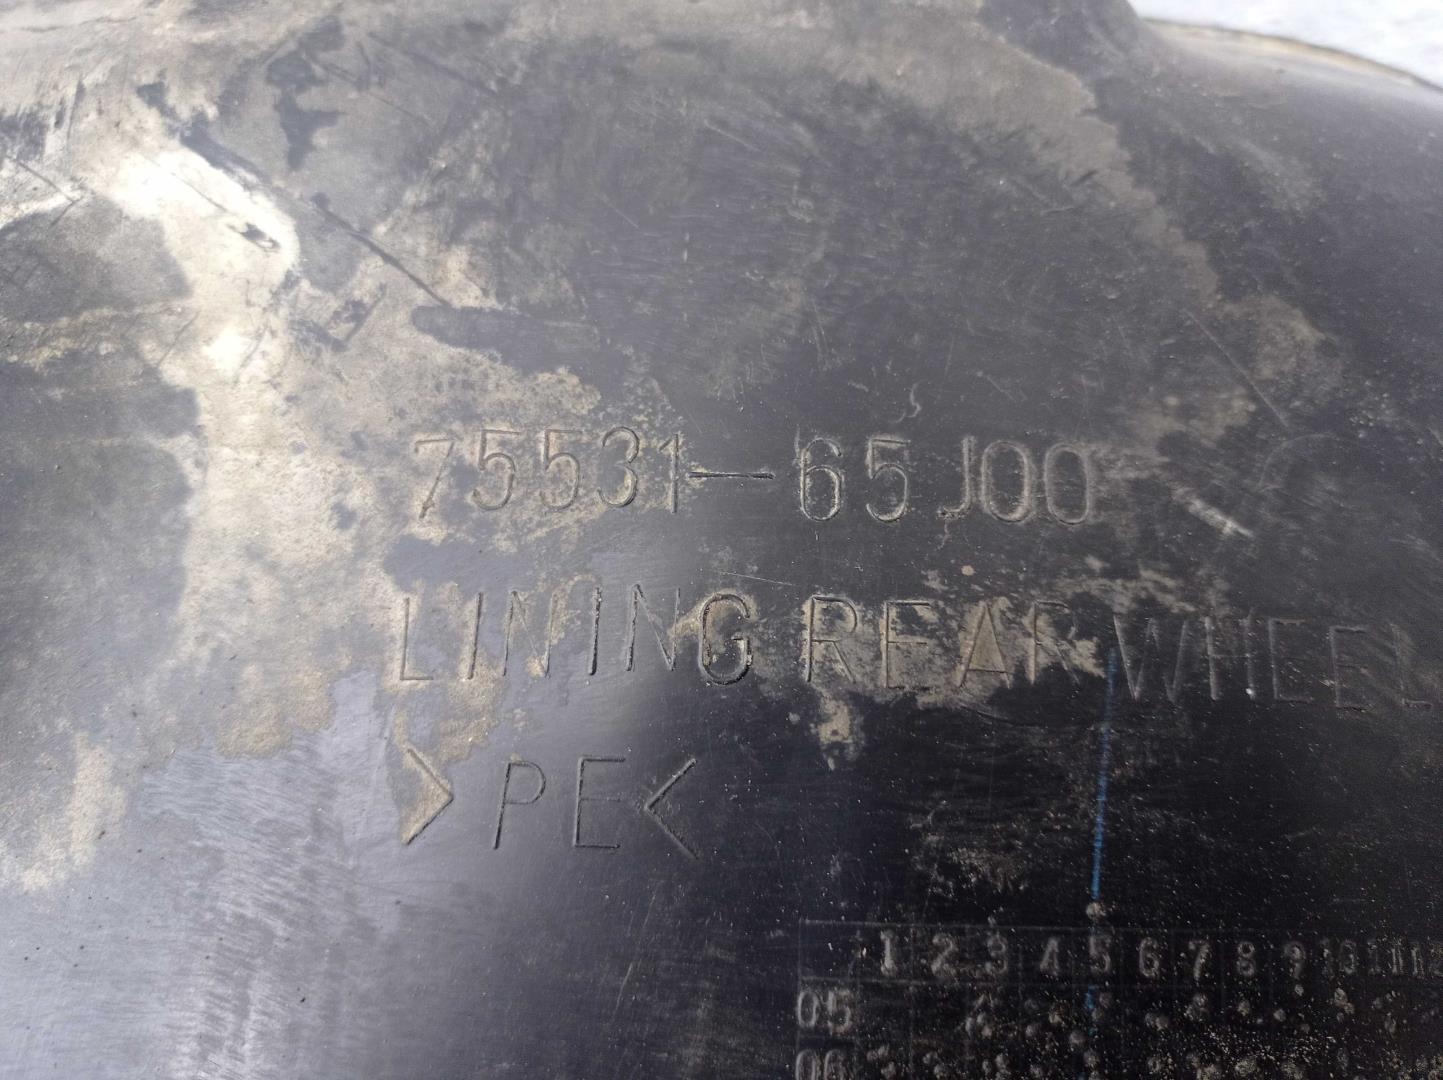 75531-65J00
LINING REAR WHEEL
>PE<
1 2 3 4 5 6 7 8 9 10 11 12
05
06